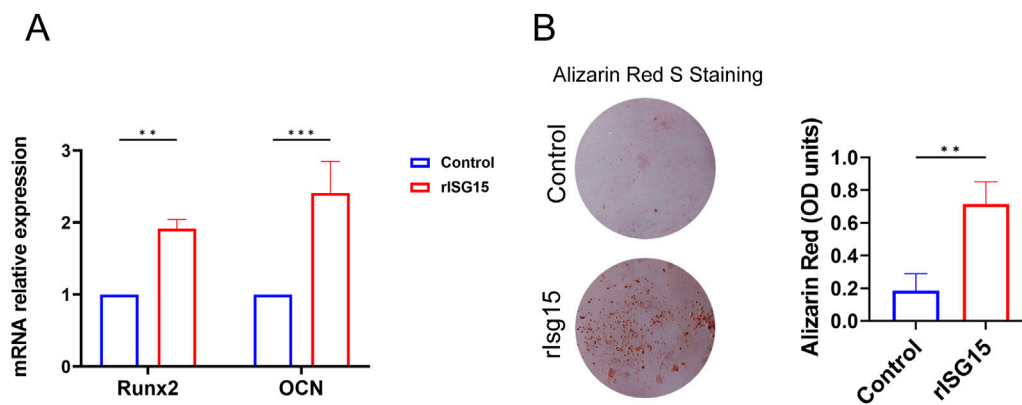 A
mRNA relative expression
3
2
1
0
**
***
Runx2
OCN
Control
rISG15
B
Alizarin Red S Staining
Control
rIsg15
Alizarin Red (OD units)
1.0
0.8
0.6
0.4
0.2
0.0
**
Control
rISG15